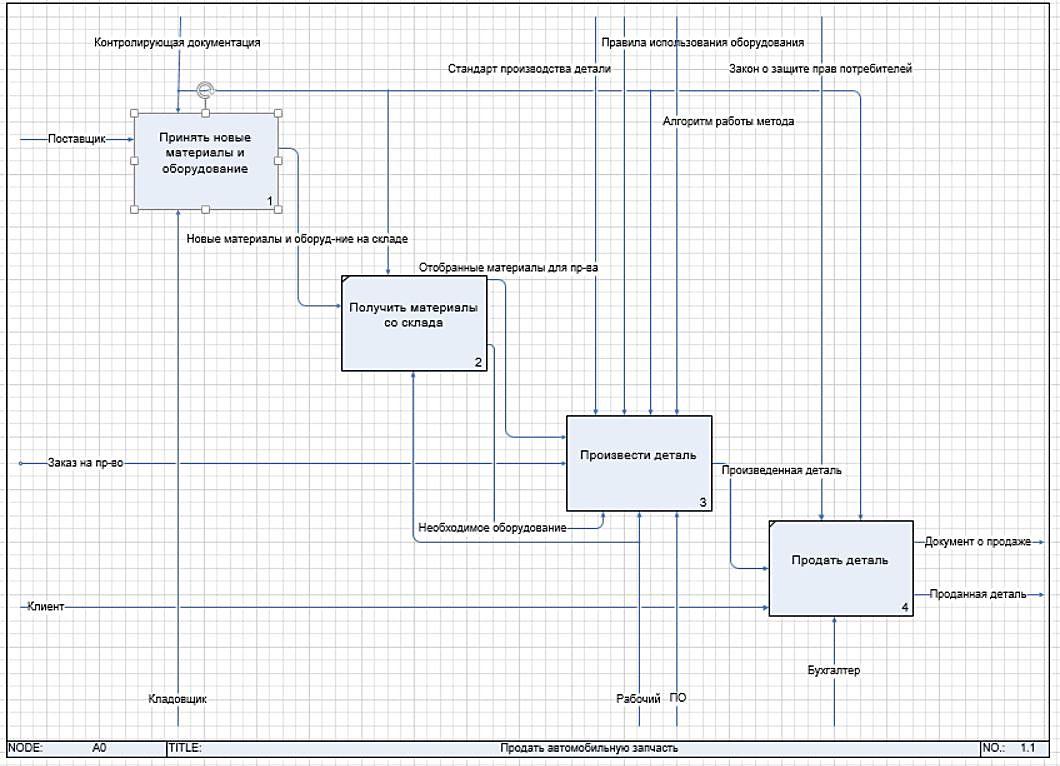 Контролирующая документация
Правила использования оборудования
Стандарт производства детали
Закон о защите прав потребителей
Алгоритм работы метода
Поставщик
Принять новые
материалы и
оборудование
1
Новые материалы и оборуд-ние на складе
Отобранные материалы для пр-ва
Получить материалы
со склада
2
Заказ на пр-во
Произвести деталь
3
Произведенная деталь
Необходимое оборудование
Документ о продаже
Продать деталь
Проданная деталь
4
Клиент
Бухгалтер
Кладовщик
Рабочий
ПО
NODE:
A0
TITLE:
Продать автомобильную запчасть
NO.:
1.1